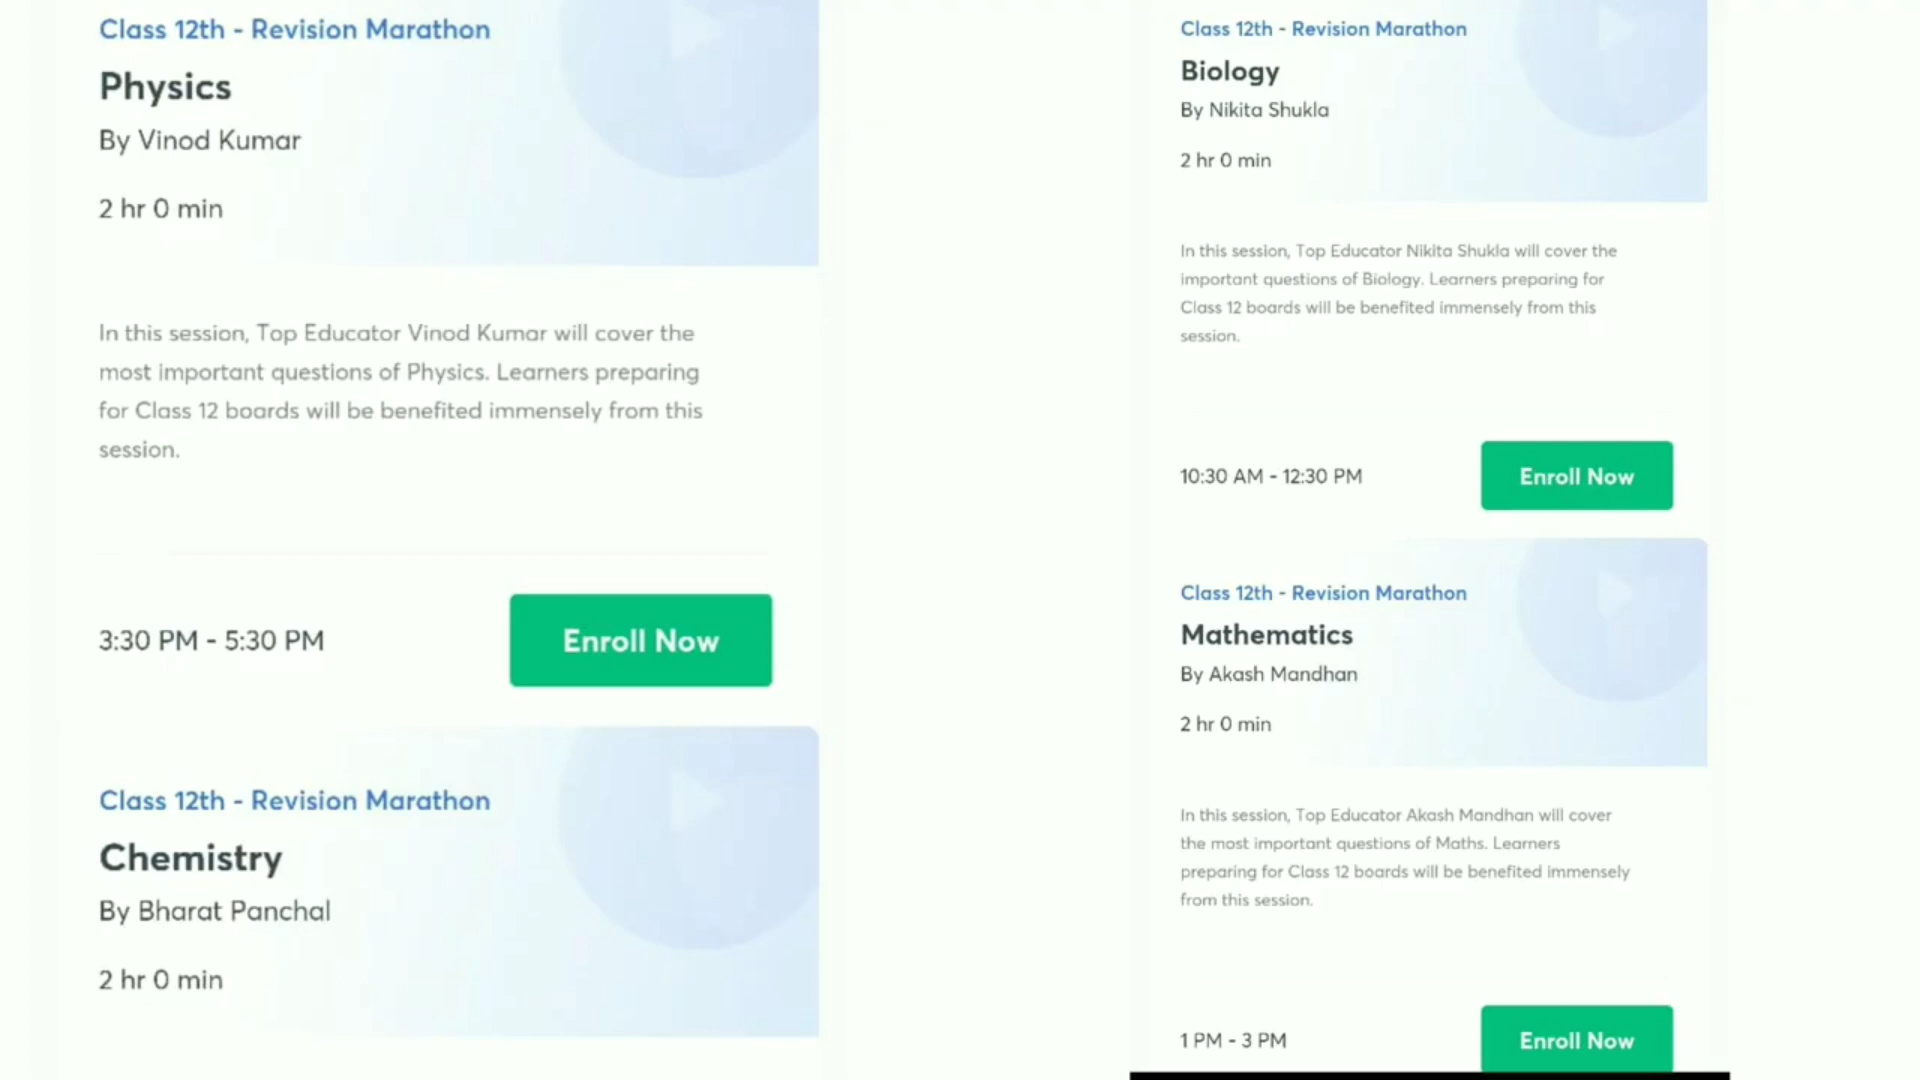 Class 12th - Revision Marathon
Physics
By Vinod Kumar
2 hr 0 min
In this session, Top Educator Vinod Kumar will cover the
most important questions of Physics. Learners preparing
for Class 12 boards will be benefited immensely from this
session.
3:30 PM - 5:30 PM
Enroll Now
Class 12th - Revision Marathon
Chemistry
By Bharat Panchal
2 hr 0 min
Class 12th - Revision Marathon
Biology
By Nikita Shukla
2 hr 0 min
In this session, Top Educator Nikita Shukla will cover the
important questions of Biology. Learners preparing for
Class 12 boards will be benefited immensely from this
session.
10:30 AM - 12:30 PM
Enroll Now
Class 12th - Revision Marathon
Mathematics
By Akash Mandhan
2 hr 0 min
In this session, Top Educator Akash Mandhan will cover
the most important questions of Maths. Learners
preparing for Class 12 boards will be benefited immensely
from this session.
1 PM - 3 PM
Enroll Now